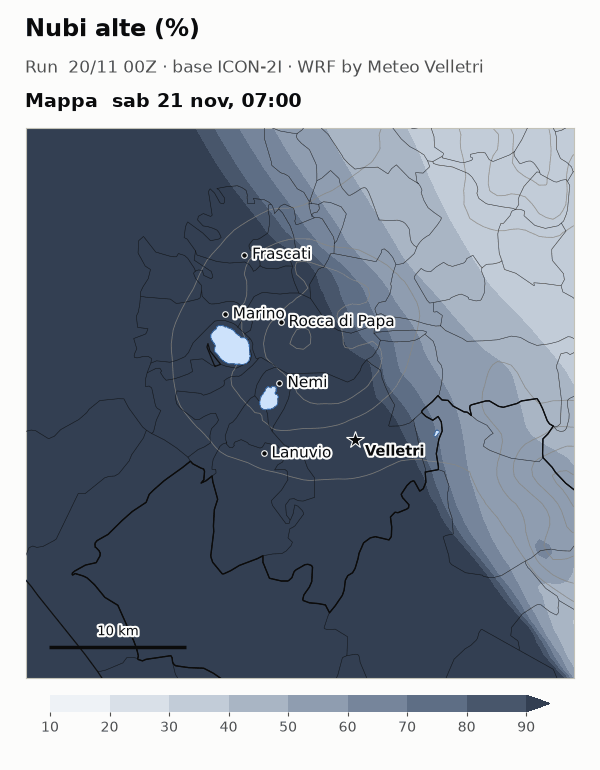 Nubi alte (%)
Run  20/11 00Z · base ICON-2I · WRF by Meteo Velletri
Mappa  sab 21 nov, 07:00
Frascati
Marino
Rocca di Papa
Nemi
Velletri
Lanuvio
10 km
10 20 30 40 50 60 70 80 90